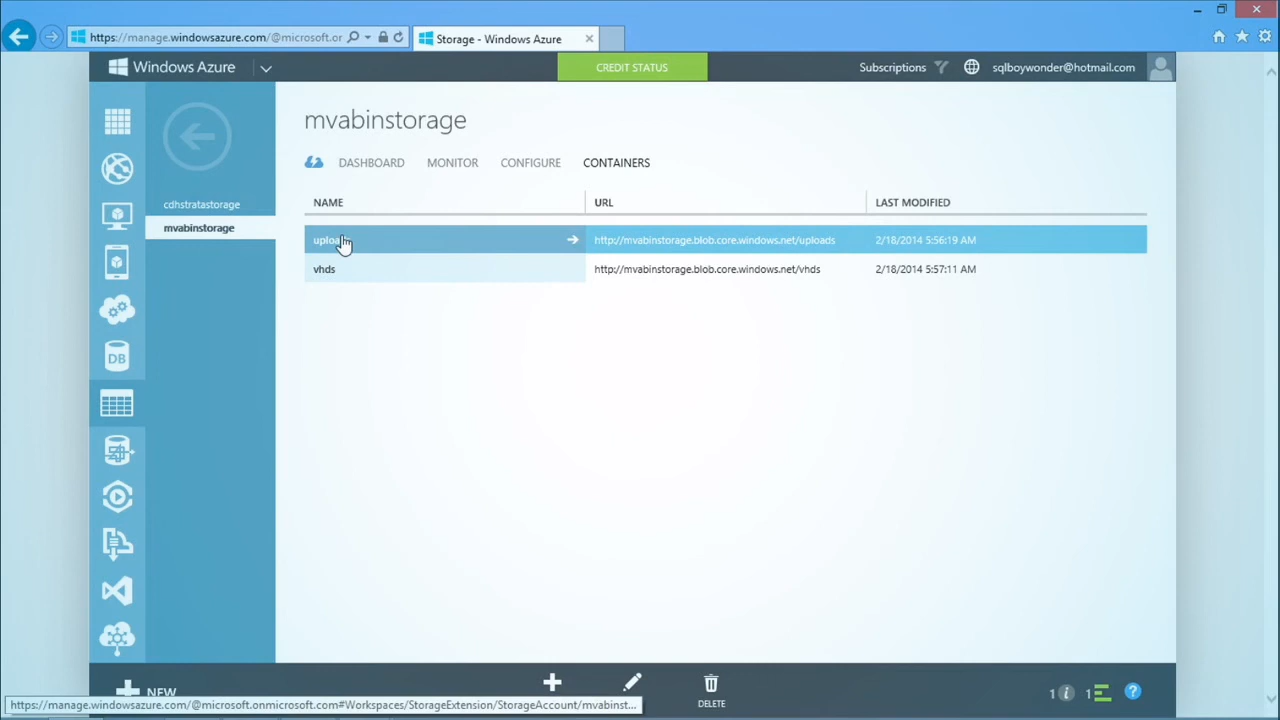 https://manage.windowsazure.com/@microsoft.or
Storage - Windows Azure
Windows Azure
CREDIT STATUS
Subscriptions
sqlboywonder@hotmail.com
mvabinstorage
DASHBOARD MONITOR CONFIGURE CONTAINERS
cdhstratastorage
mvabinstorage
NAME URL LAST MODIFIED
http://mvabinstorage.blob.core.windows.net/uploads 2/18/2014 5:56:19 AM
vhds http://mvabinstorage.blob.core.windows.net/vhds 2/18/2014 5:57:11 AM
DB
NEW
DELETE
1 i 1 ?
https://manage.windowsazure.com/@microsoft.onmicrosoft.com#Workspaces/StorageExtension/StorageAccount/mvabinst...